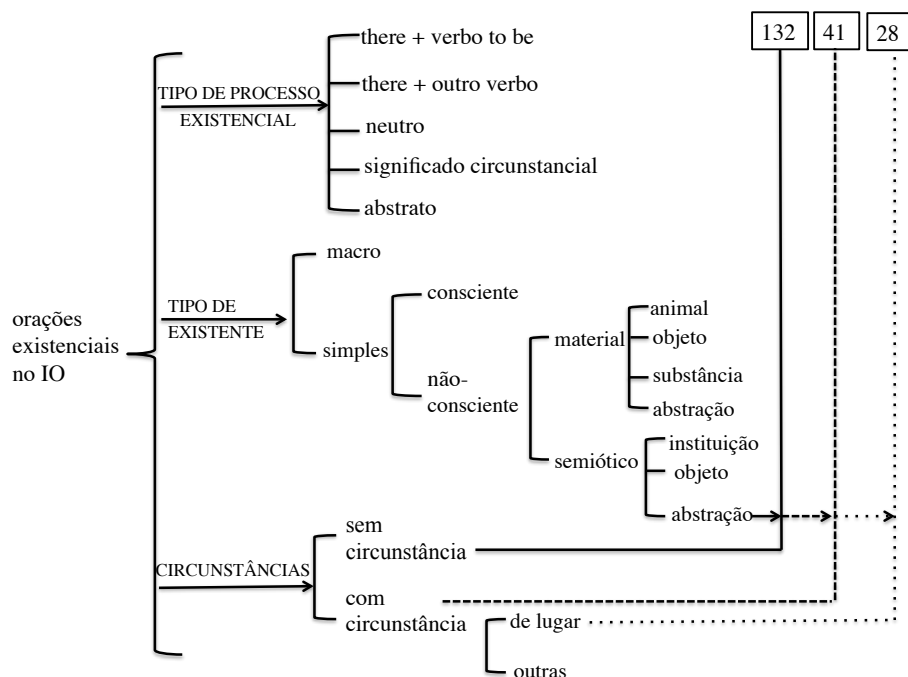 132 41 28
there + verbo to be
there + outro verbo
TIPO DE PROCESSO
EXISTENCIAL
neutro
significado circunstancial
abstrato
macro
TIPO DE
EXISTENTE
simples
consciente
não-
consciente
material
animal
objeto
substância
abstração
semiótico
instituição
objeto
abstração
orações
existenciais
no IO
CIRCUNSTÂNCIAS
sem
circunstância
com
circunstância
de lugar
outras